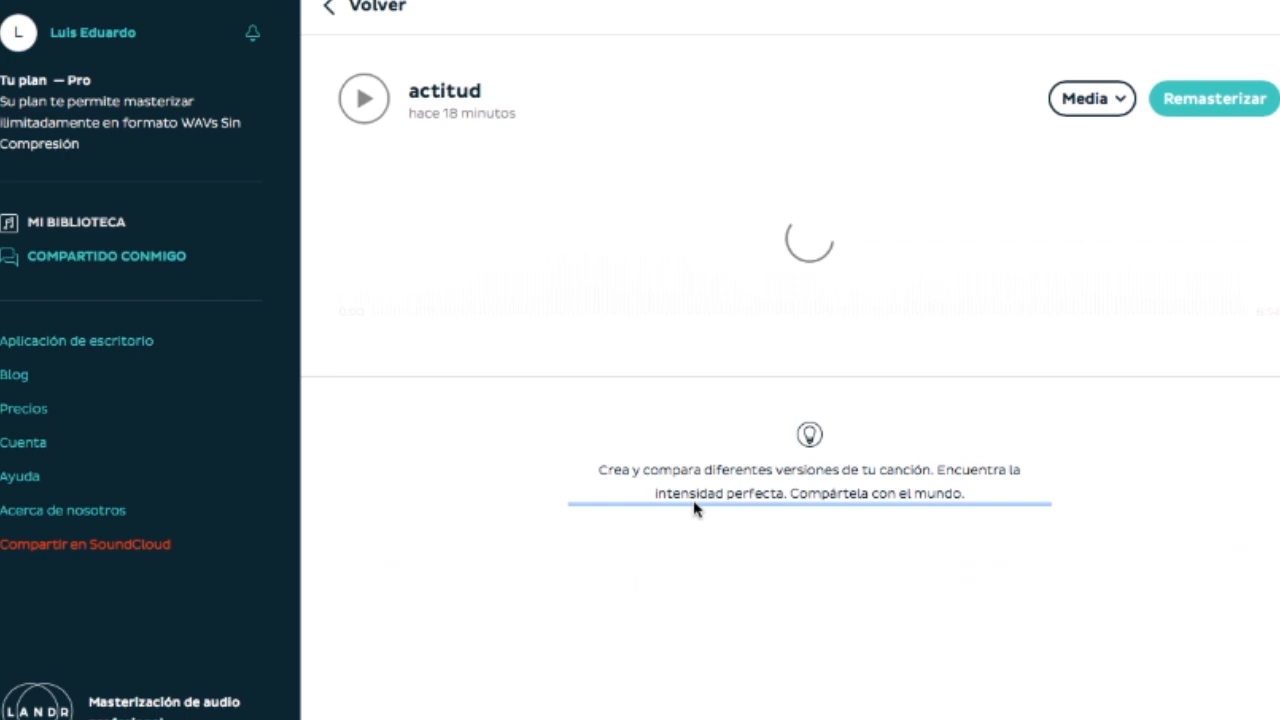 L
Luis Eduardo
Tu plan — Pro
Su plan te permite masterizar
ilimitadamente en formato WAVs Sin
Compresión
MI BIBLIOTECA
COMPARTIDO CONMIGO
Aplicación de escritorio
Blog
Precios
Cuenta
Ayuda
Acerca de nosotros
Compartir en SoundCloud
LANDR
Masterización de audio
Volver
actitud
hace 18 minutos
Media
Remasterizar
0:00
Crea y compara diferentes versiones de tu canción. Encuentra la
intensidad perfecta. Compártela con el mundo.